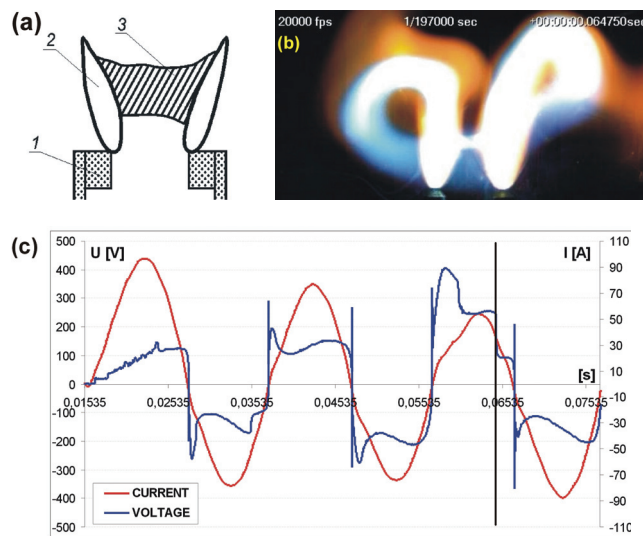 (a)
2
3
1
20000 fps 1/197000 sec +00:00:00.064750sec
(b)
(c)
500 U [V] I [A] 110
400 90
300 70
200 50
100 30
0 10
0,01535 0,02535 0,03535 0,04535 0,05535 0,06535 0,07535 [s]
-100 -10
-200 -30
-300 -50
-400 -70
-500 -90
-110
CURRENT
VOLTAGE